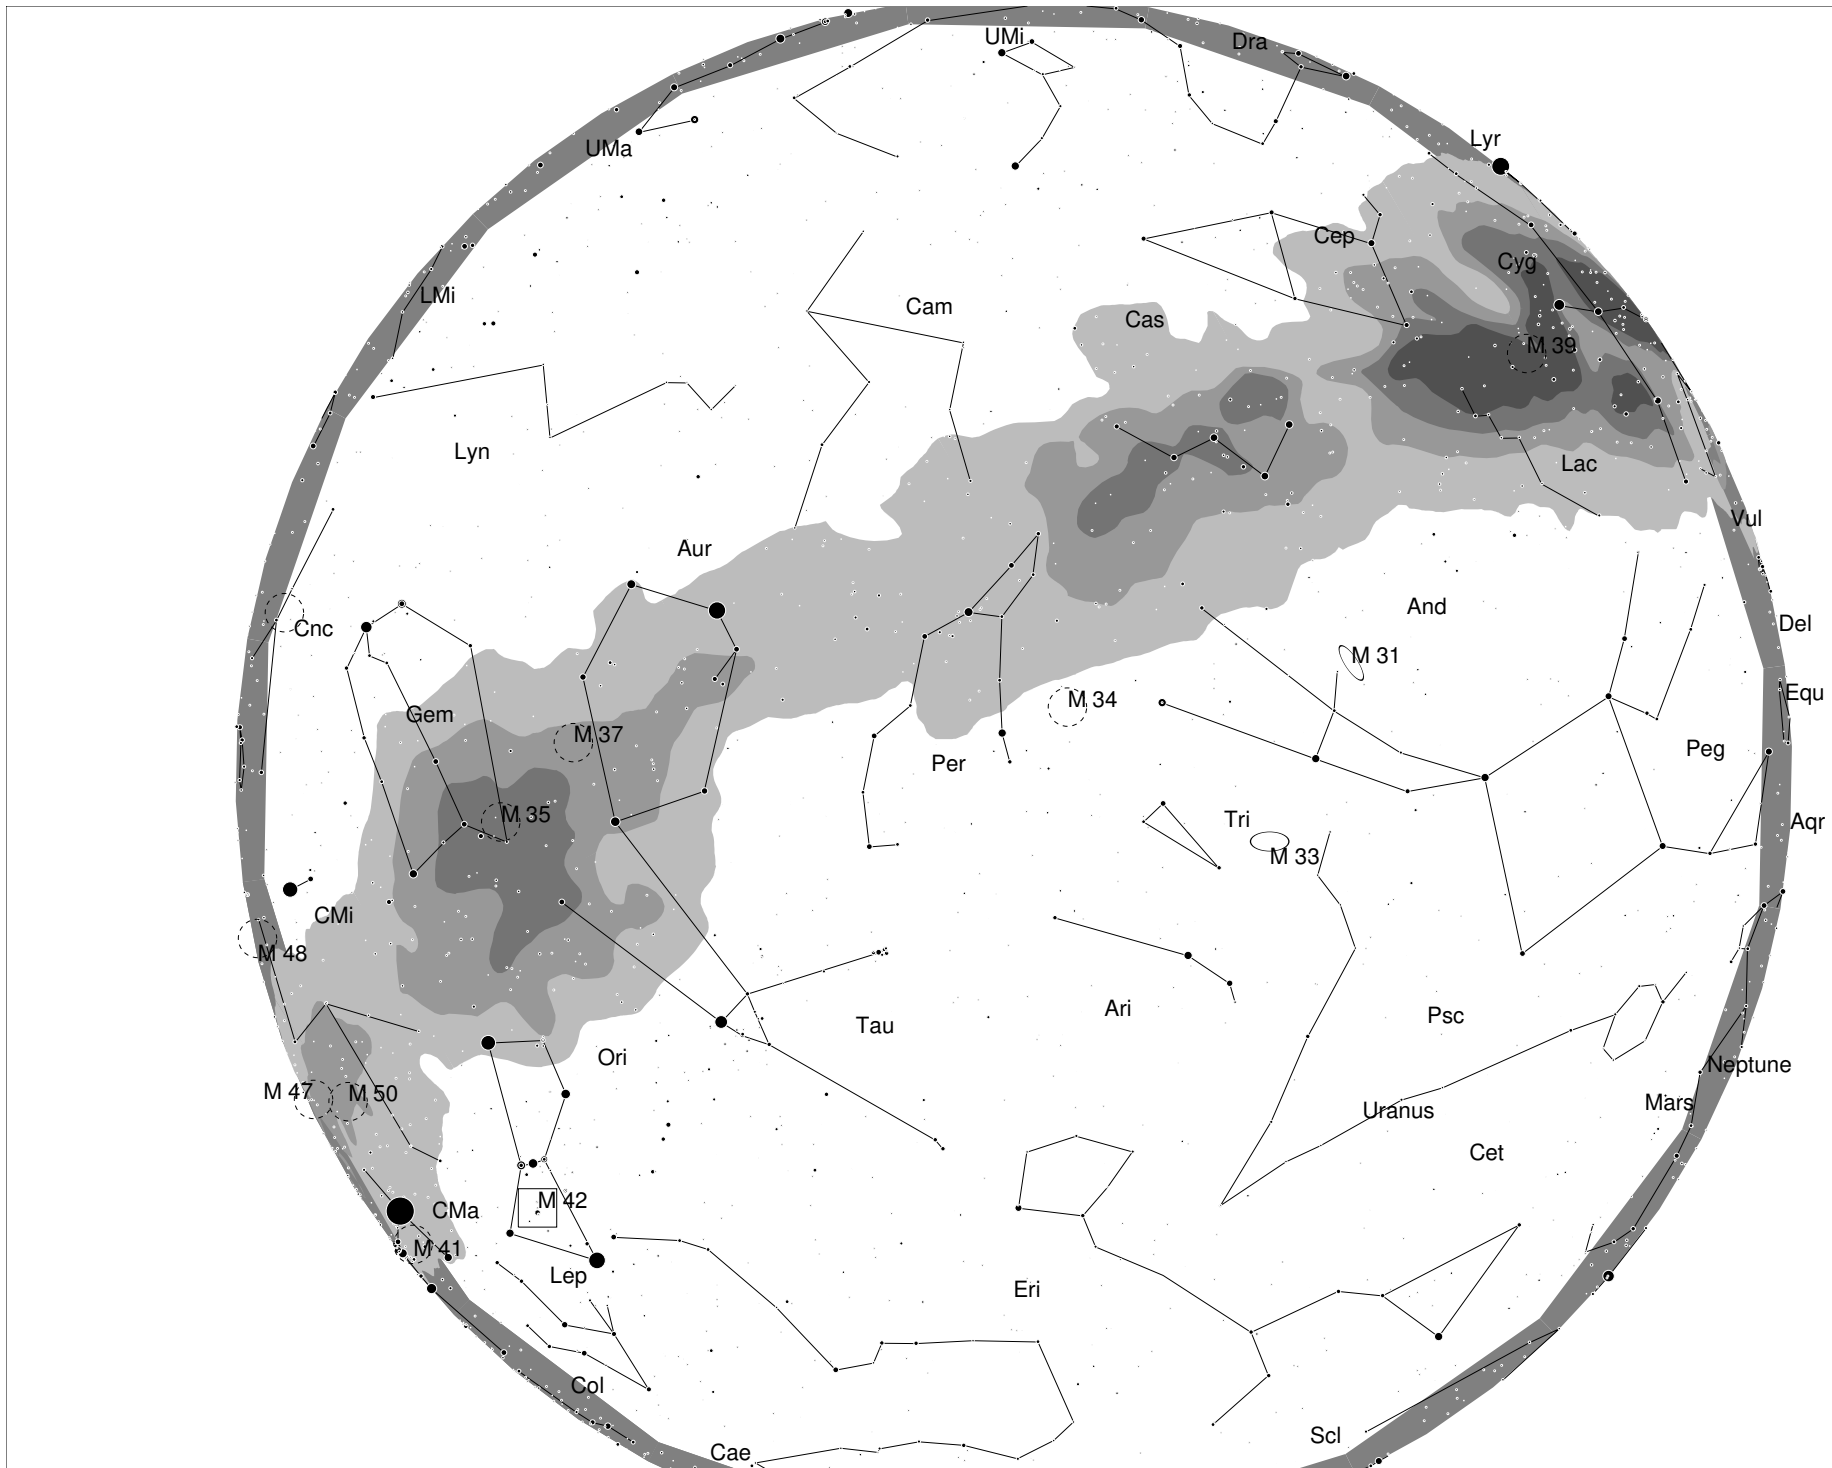 UMi
Dra
UMa
Lyr
Cep
Cyg
LMi
Cam
Cas
M 39
Lyn
Lac
Vul
Aur
And
Cnc
Del
M 31
Equ
M 34
Gem
M 37
Peg
Per
M 35
Tri
Aqr
M 33
CMi
M 48
Ari
Psc
Tau
Ori
Neptune
M 47
M 50
Mars
Uranus
Cet
M 42
CMa
M 41
Lep
Eri
Col
Scl
Cae